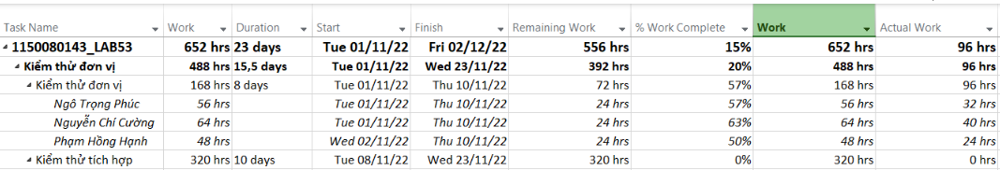 Task Name Work Duration Start Finish Remaining Work % Work Complete Work Actual Work
1150080143_LAB53 652 hrs 23 days Tue 01/11/22 Fri 02/12/22 556 hrs 15% 652 hrs 96 hrs
Kiểm thử đơn vị 488 hrs 15,5 days Tue 01/11/22 Wed 23/11/22 392 hrs 20% 488 hrs 96 hrs
Kiểm thử đơn vị 168 hrs 8 days Tue 01/11/22 Thu 10/11/22 72 hrs 57% 168 hrs 96 hrs
Ngô Trọng Phúc 56 hrs Tue 01/11/22 Thu 10/11/22 24 hrs 57% 56 hrs 32 hrs
Nguyễn Chí Cường 64 hrs Tue 01/11/22 Thu 10/11/22 24 hrs 63% 64 hrs 40 hrs
Phạm Hồng Hạnh 48 hrs Wed 02/11/22 Thu 10/11/22 24 hrs 50% 48 hrs 24 hrs
Kiểm thử tích hợp 320 hrs 10 days Tue 08/11/22 Wed 23/11/22 320 hrs 0% 320 hrs 0 hrs